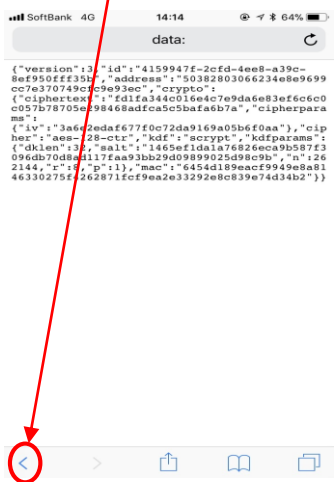 SoftBank 4G 14:14 64%
data:
{"version":3,"id":"4159947f-2cfd-4ee8-a39c-
8ef950fff35b","address":"50382803066234e8e9699
cc7e370749cfc9e93ec","crypto":
{"ciphertext":"fd1fa344c016e4c7e9da6e83ef6c6c0
c057b78705e298468adfca5c5bafa6b7a","cipherpara
ms":
{"iv":"3a6e2edaf677f0c72da9169a05b6f0aa"},"cip
her":"aes-128-ctr","kdf":"scrypt","kdfparams":
{"dklen":32,"salt":"1465ef1da1a76826eca9b587f3
096db70d8ad117faa93bb29d09899025d98c9b","n":26
2144,"r":8,"p":1},"mac":"6454d189eacf9949e8a81
46330275f4262871fcf9ea2e33292e8c839e74d34b2"}}